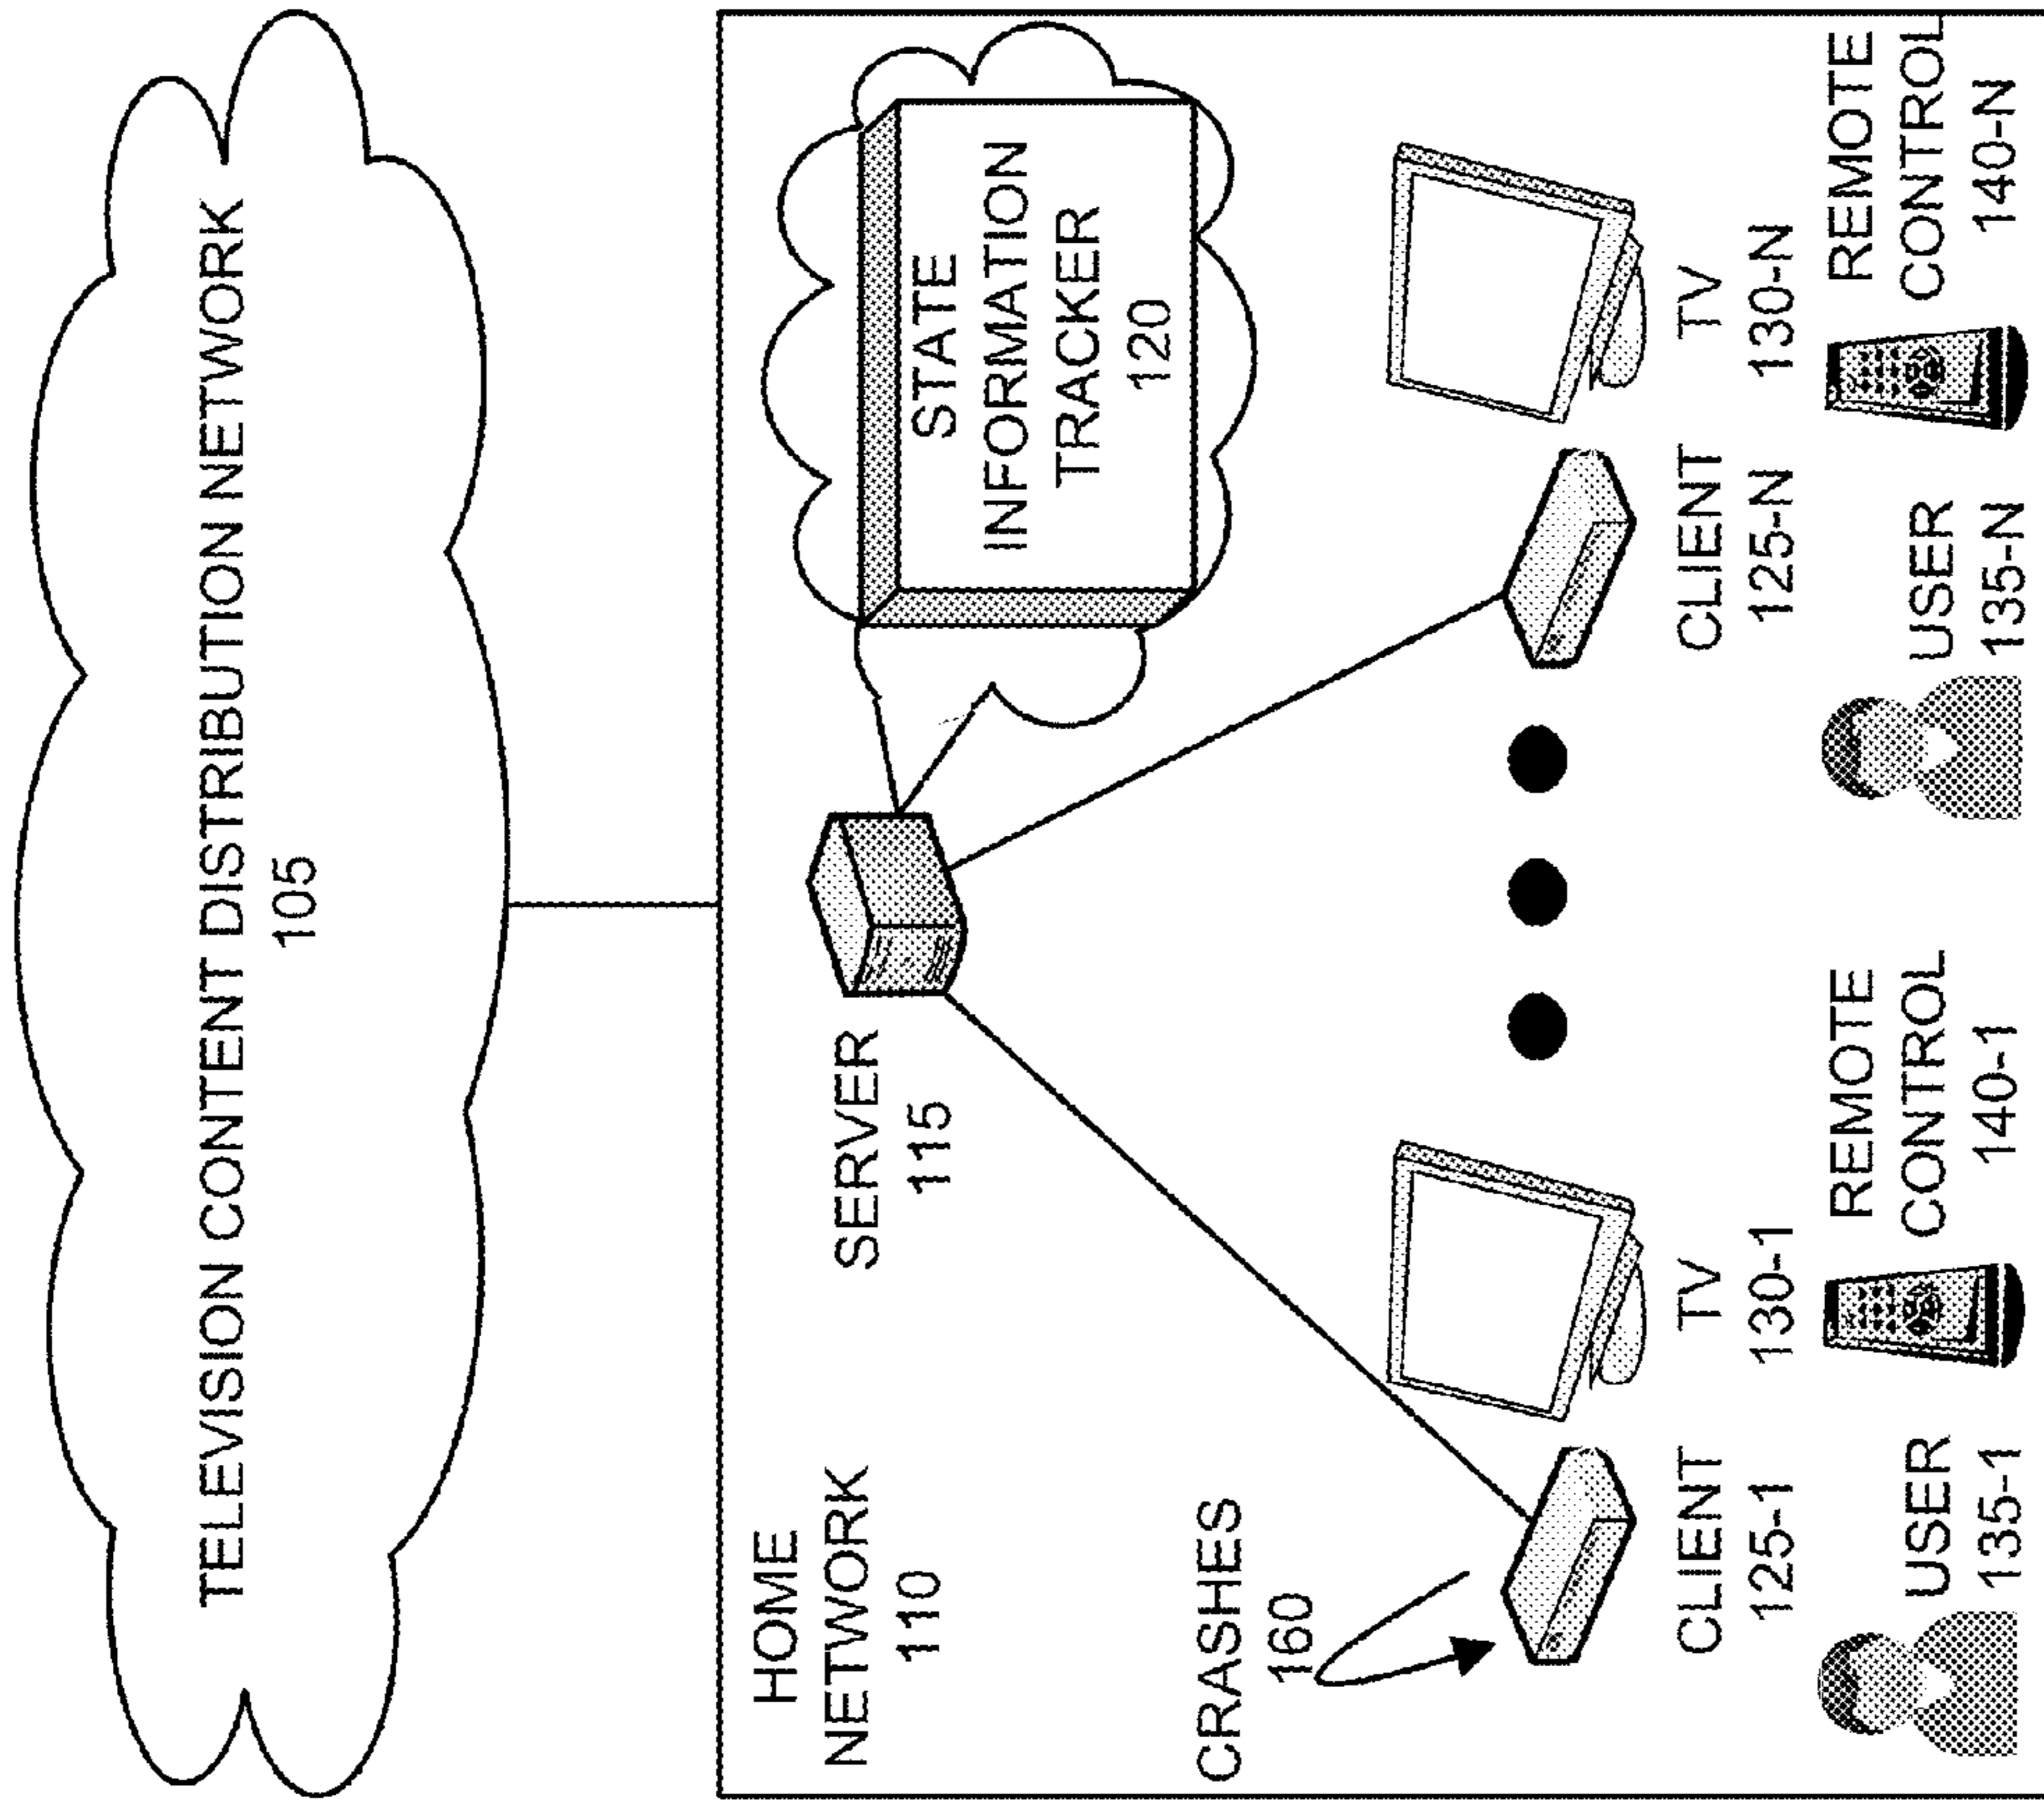 TELEVISION CONTENT DISTRIBUTION NETWORK
105
HOME
NETWORK
110
SERVER
115
STATE
INFORMATION
TRACKER
120
CRASHES
160
CLIENT
125-1
TV
130-1
CLIENT
125-N
TV
130-N
USER
135-1
REMOTE
CONTROL
140-1
USER
135-N
REMOTE
CONTROL
140-N